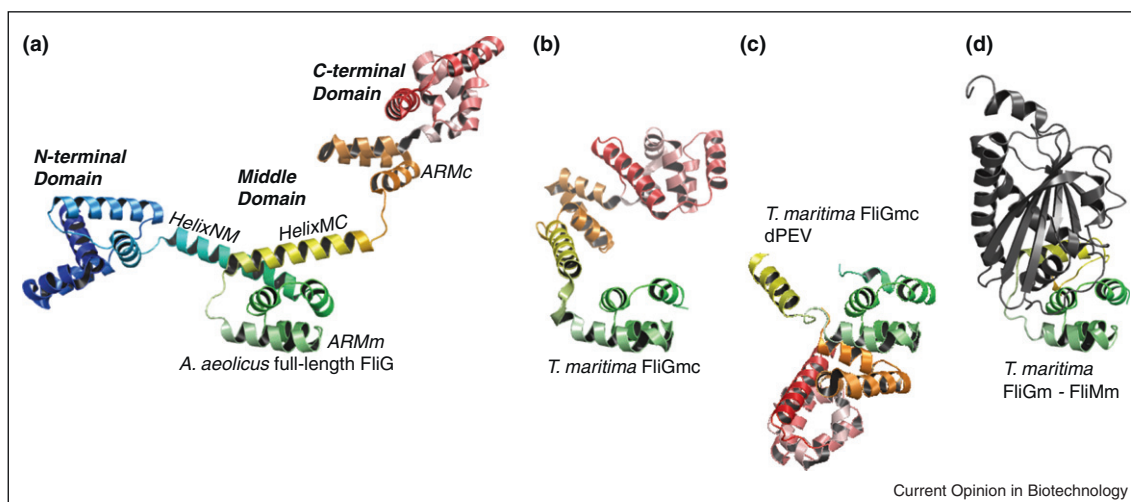 (a)
C-terminal
Domain
N-terminal
Domain
Middle
Domain
HelixNM
HelixMC
ARMc
ARMm
A. aeolicus full-length FliG
(b)
T. maritima FliGmc
(c)
T. maritima FliGmc
dPEV
(d)
T. maritima
FliGm - FliMm
Current Opinion in Biotechnology